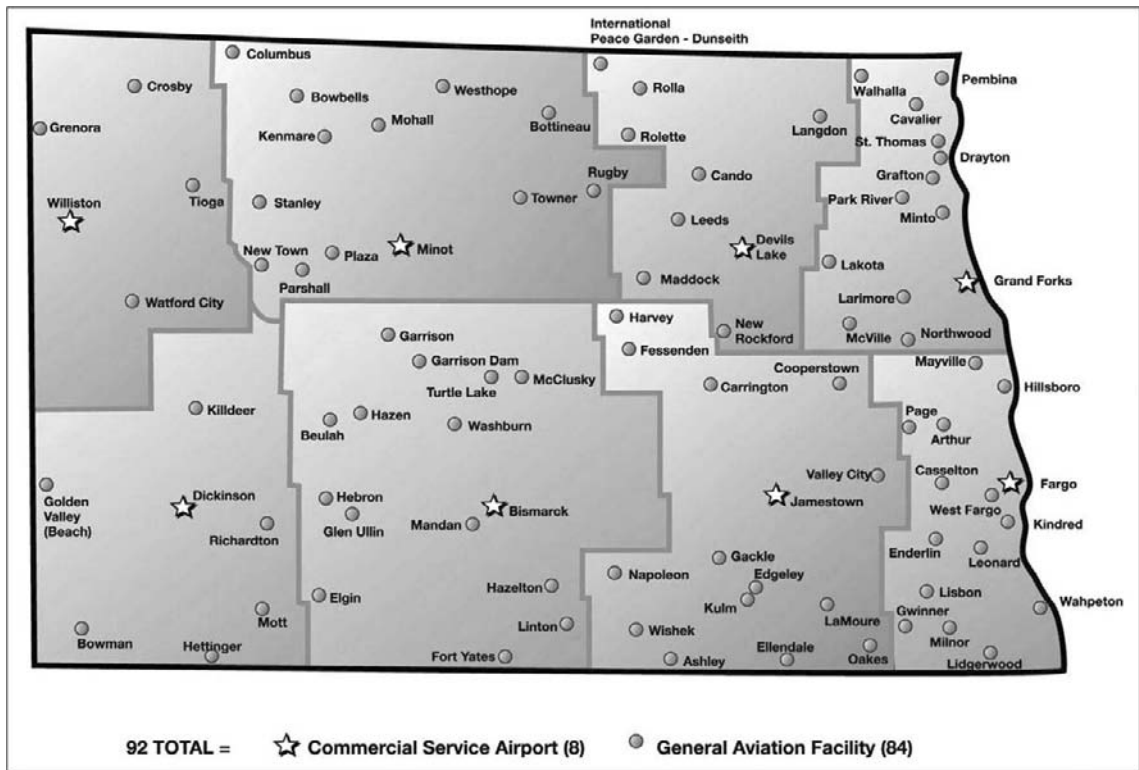 International
Peace Garden - Dunseith
Columbus
Crosby
Bowbells
Westhope
Rolla
Walhalla
Pembina
Grenora
Kenmare
Mohall
Bottineau
Rolette
Langdon
Cavalier
St. Thomas
Drayton
Williston
Tioga
Stanley
Towner
Rugby
Cando
Grafton
Park River
Minto
Leeds
New Town
Plaza
Minot
Devils
Lake
Parshall
Maddock
Lakota
Grand Forks
Watford City
Larimore
Garrison
Harvey
New
Rockford
McVille
Northwood
Fessenden
Garrison Dam
Turtle Lake
McClusky
Carrington
Cooperstown
Mayville
Hillsboro
Killdeer
Beulah
Hazen
Washburn
Page
Arthur
Golden
Valley
(Beach)
Dickinson
Hebron
Glen Ullin
Mandan
Bismarck
Valley City
Jamestown
Casselton
Fargo
West Fargo
Kindred
Richardton
Enderlin
Leonard
Elgin
Hazelton
Napoleon
Gackle
Edgeley
Kulm
LaMoure
Lisbon
Gwinner
Wahpeton
Mott
Linton
Wishek
Milnor
Bowman
Hettinger
Fort Yates
Ashley
Ellendale
Oakes
Lidgerwood
92 TOTAL = Commercial Service Airport (8) General Aviation Facility (84)